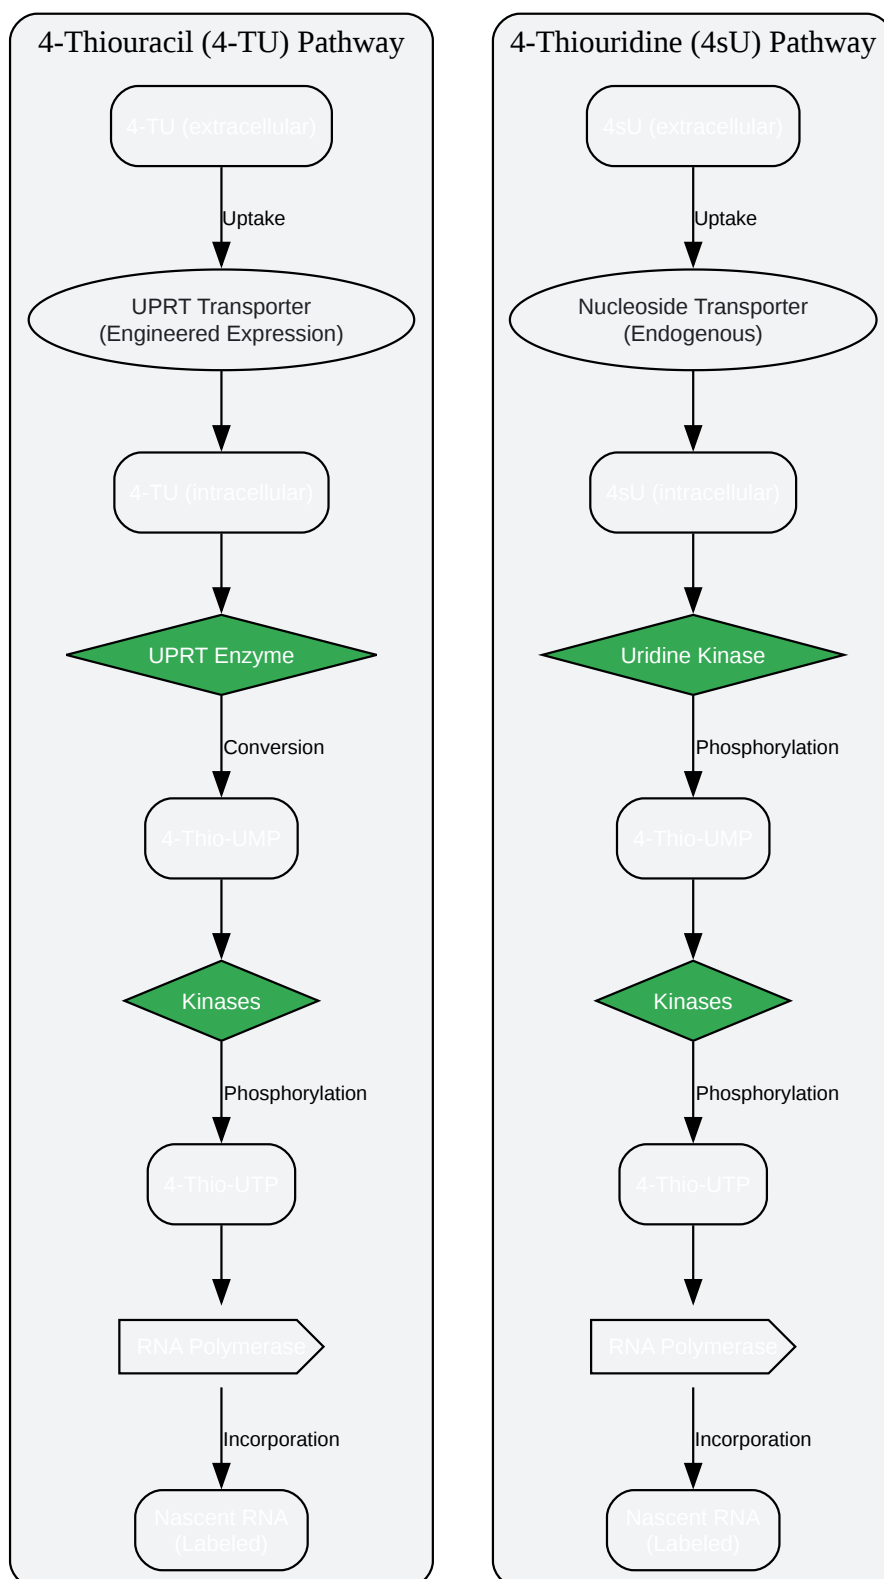 4-Thiouracil (4-TU) Pathway
4-TU (extracellular)
Uptake
UPRT Transporter
(Engineered Expression)
4-TU (intracellular)
UPRT Enzyme
Conversion
4-Thio-UMP
Kinases
Phosphorylation
4-Thio-UTP
RNA Polymerase
Incorporation
Nascent RNA
(Labeled)
4-Thiouridine (4sU) Pathway
4sU (extracellular)
Uptake
Nucleoside Transporter
(Endogenous)
4sU (intracellular)
Uridine Kinase
Phosphorylation
4-Thio-UMP
Kinases
Phosphorylation
4-Thio-UTP
RNA Polymerase
Incorporation
Nascent RNA
(Labeled)